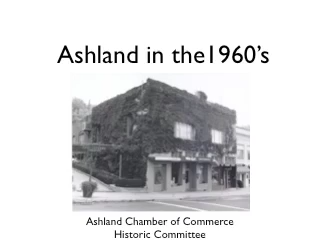 Ashland in the1960’s
Ashland Chamber of Commerce
Historic Committee